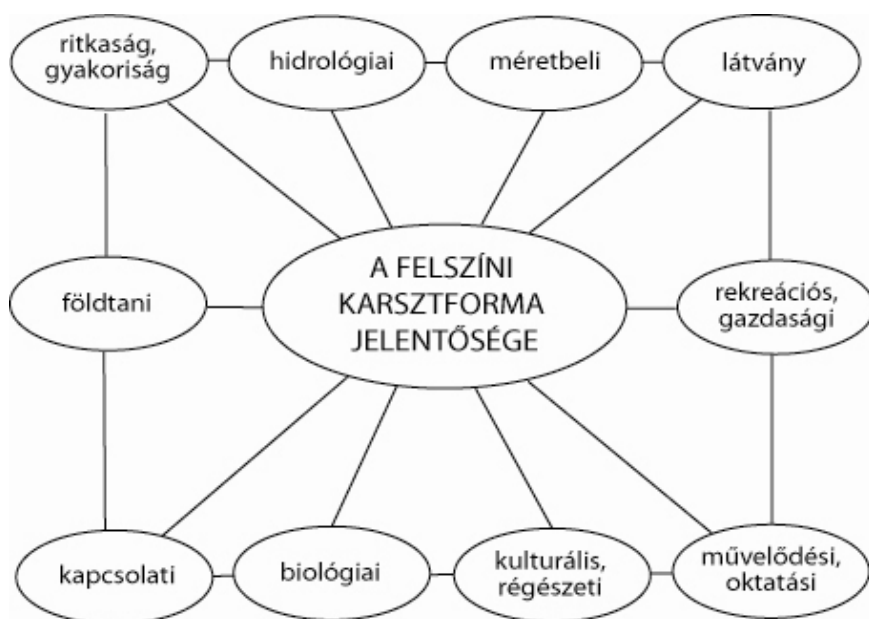 ritkaság,
gyakoriság
hidrológiai
méretbeli
látvány
földtani
A FELSZÍNI
KARSZTFORMA
JELENTŐSÉGE
rekreációs,
gazdasági
kapcsolati
biológiai
kulturális,
régészeti
művelődési,
oktatási